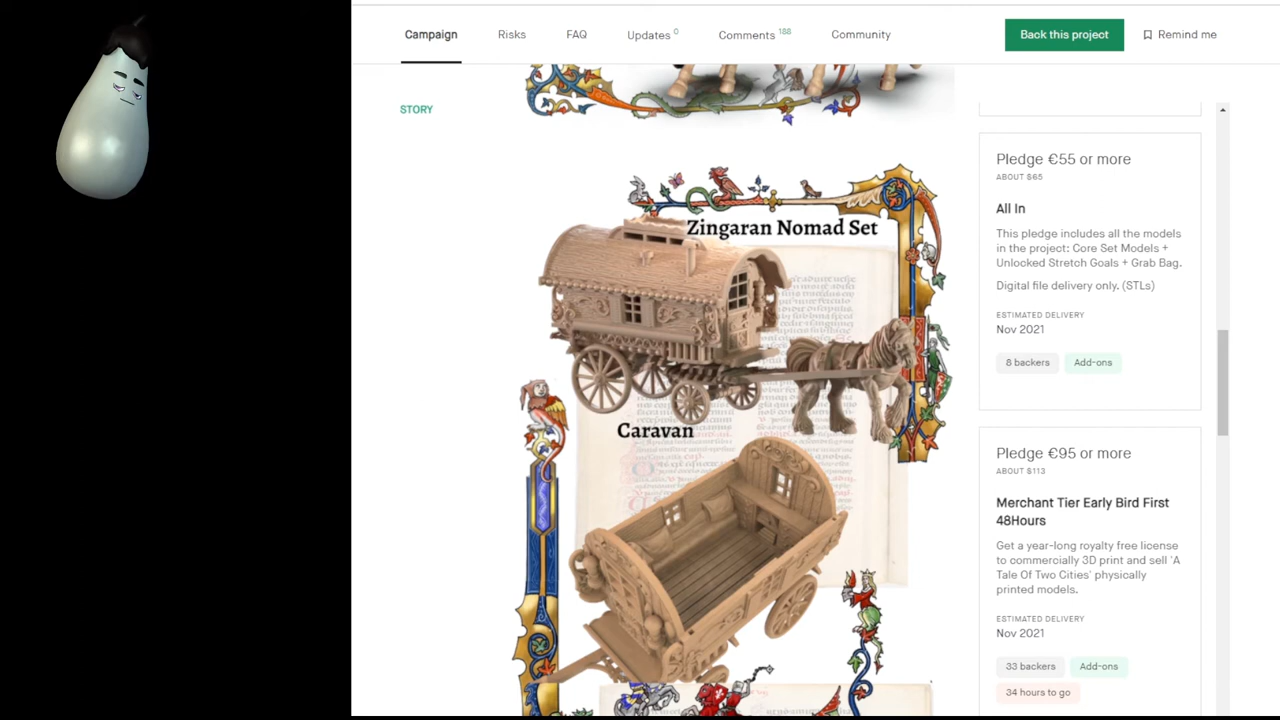 Campaign
Risks
FAQ
Updates 0
Comments 188
Community
Back this project
Remind me
STORY
Zingaran Nomad Set
Caravan
Pledge €55 or more
ABOUT $65
All In
This pledge includes all the models
in the project: Core Set Models +
Unlocked Stretch Goals + Grab Bag.
Digital file delivery only. (STLs)
ESTIMATED DELIVERY
Nov 2021
8 backers
Add-ons
Pledge €95 or more
ABOUT $113
Merchant Tier Early Bird First
48Hours
Get a year-long royalty free license
to commercially 3D print and sell 'A
Tale Of Two Cities' physically
printed models.
ESTIMATED DELIVERY
Nov 2021
33 backers
Add-ons
34 hours to go